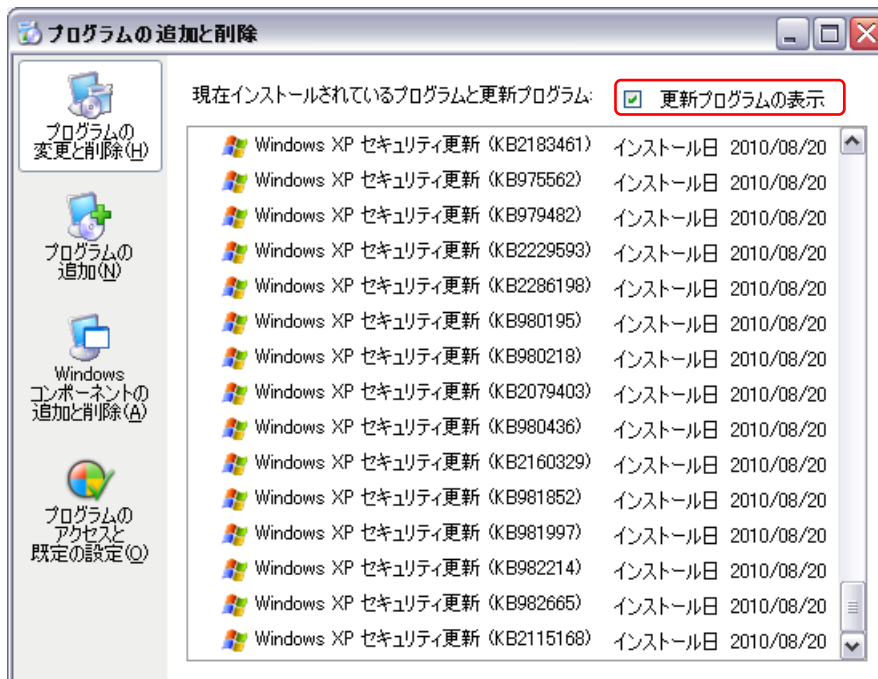 プログラムの追加と削除
現在インストールされているプログラムと更新プログラム:
更新プログラムの表示
プログラムの
変更と削除(H)
プログラムの
追加(N)
Windows
コンポーネントの
追加と削除(A)
プログラムの
アクセスと
既定の設定(O)
Windows XP セキュリティ更新 (KB2183461) インストール日 2010/08/20
Windows XP セキュリティ更新 (KB975562) インストール日 2010/08/20
Windows XP セキュリティ更新 (KB979482) インストール日 2010/08/20
Windows XP セキュリティ更新 (KB2229593) インストール日 2010/08/20
Windows XP セキュリティ更新 (KB2286198) インストール日 2010/08/20
Windows XP セキュリティ更新 (KB980195) インストール日 2010/08/20
Windows XP セキュリティ更新 (KB980218) インストール日 2010/08/20
Windows XP セキュリティ更新 (KB2079403) インストール日 2010/08/20
Windows XP セキュリティ更新 (KB980436) インストール日 2010/08/20
Windows XP セキュリティ更新 (KB2160329) インストール日 2010/08/20
Windows XP セキュリティ更新 (KB981852) インストール日 2010/08/20
Windows XP セキュリティ更新 (KB981997) インストール日 2010/08/20
Windows XP セキュリティ更新 (KB982214) インストール日 2010/08/20
Windows XP セキュリティ更新 (KB982665) インストール日 2010/08/20
Windows XP セキュリティ更新 (KB2115168) インストール日 2010/08/20